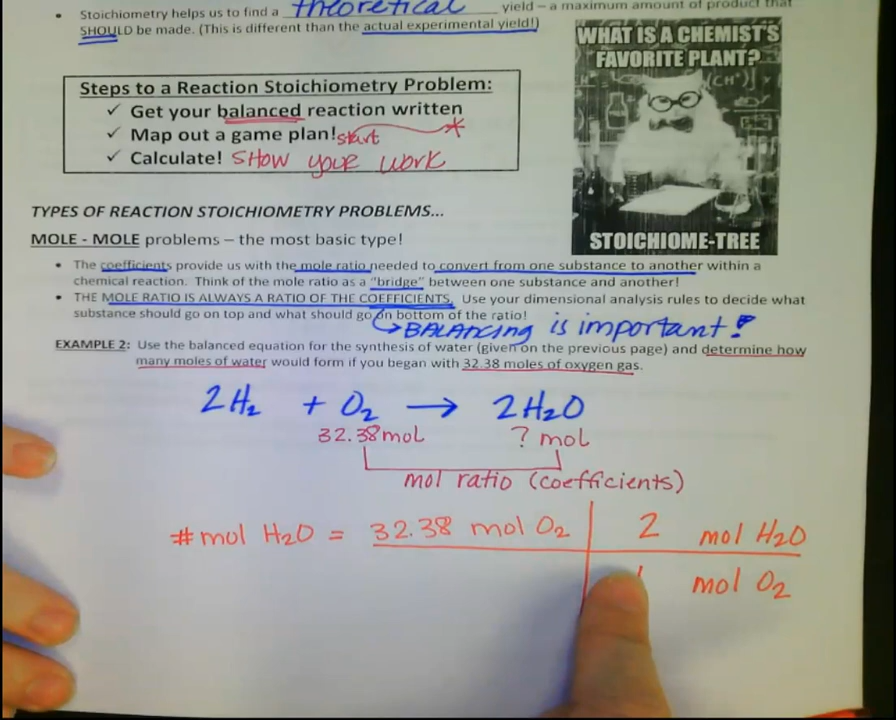 • Stoichiometry helps us to find a theoretical yield – a maximum amount of product that
SHOULD be made. (This is different than the actual experimental yield!)
WHAT IS A CHEMIST'S
FAVORITE PLANT?
STOICHIOME-TREE
Steps to a Reaction Stoichiometry Problem:
✓ Get your balanced reaction written
✓ Map out a game plan! start *
✓ Calculate! SHOW YOUR WORK
TYPES OF REACTION STOICHIOMETRY PROBLEMS...
MOLE - MOLE problems – the most basic type!
• The coefficients provide us with the mole ratio needed to convert from one substance to another within a
chemical reaction. Think of the mole ratio as a "bridge" between one substance and another!
• THE MOLE RATIO IS ALWAYS A RATIO OF THE COEFFICIENTS. Use your dimensional analysis rules to decide what
substance should go on top and what should go on bottom of the ratio!
BALANCING is important!
EXAMPLE 2: Use the balanced equation for the synthesis of water (given on the previous page) and determine how
many moles of water would form if you began with 32.38 moles of oxygen gas.
2H₂ + O₂ → 2H₂O
32.38 mol ? mol
mol ratio (coefficients)
# mol H₂O = 32.38 mol O₂ | 2 mol H₂O
mol O₂